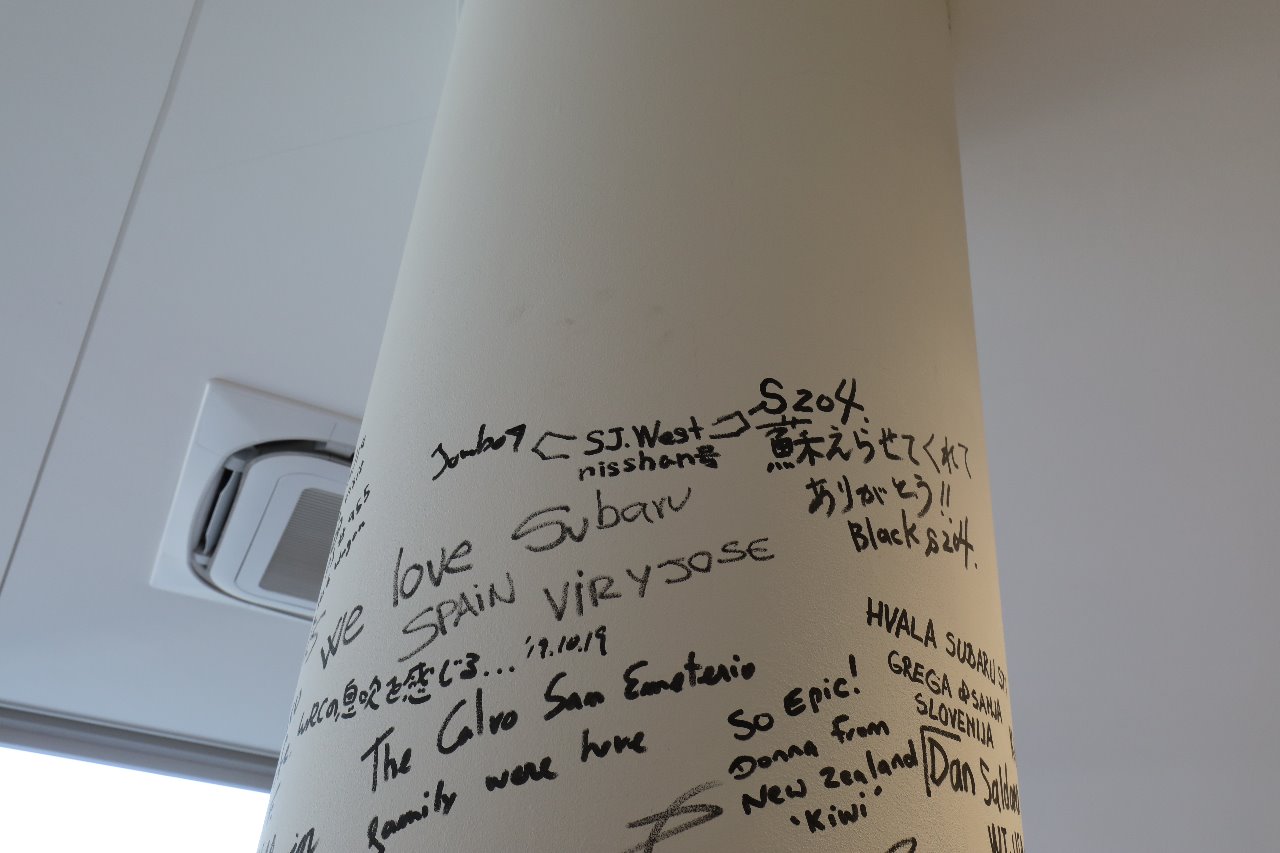 S204.
SJ.West
nisshan号
蘇えらせてくれて
ありがとう!!
Black S204.
We love Subaru
SPAIN VIRYJOSE
WRCの息吹を感じる... '19.10.19
The Calvo San Emeterio
family were here
So Epic!
Donna from
New Zealand
'Kiwi'
HVALA SUBARU
GREGA & SANJA
SLOVENIJA
Dan